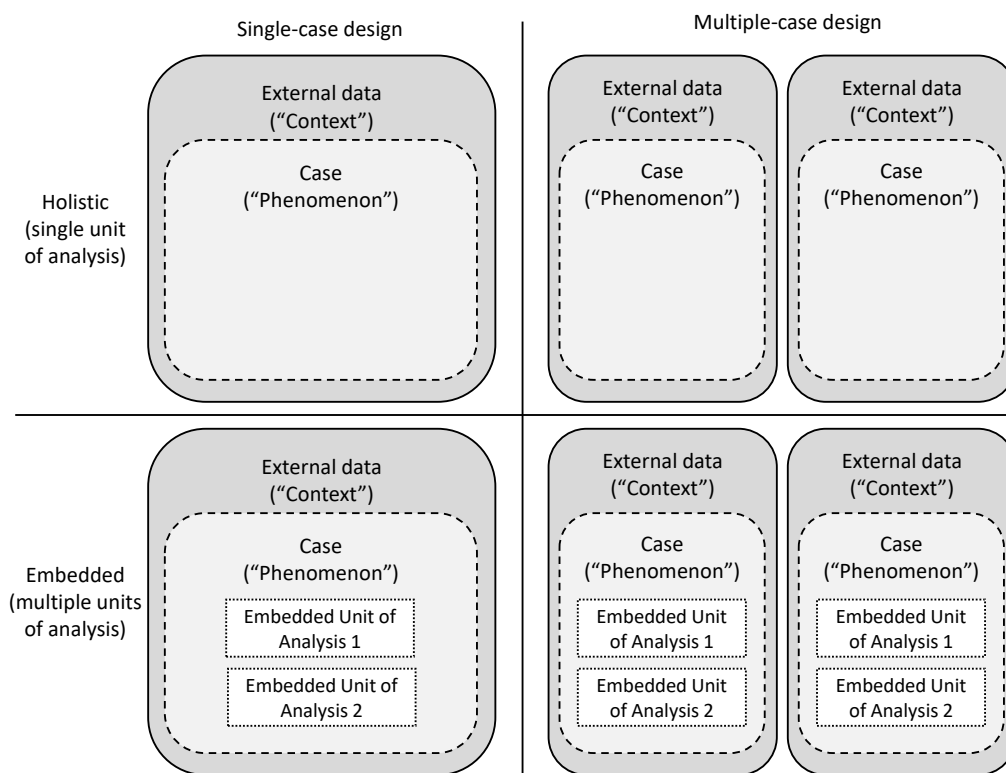 Single-case design
Multiple-case design
External data
(“Context”)
Case
(“Phenomenon”)
External data
(“Context”)
Case
(“Phenomenon”)
External data
(“Context”)
Case
(“Phenomenon”)
Holistic
(single unit
of analysis)
External data
(“Context”)
Case
(“Phenomenon”)
Embedded Unit of
Analysis 1
Embedded Unit of
Analysis 2
External data
(“Context”)
Case
(“Phenomenon”)
Embedded Unit
of Analysis 1
Embedded Unit
of Analysis 2
External data
(“Context”)
Case
(“Phenomenon”)
Embedded Unit
of Analysis 1
Embedded Unit
of Analysis 2
Embedded
(multiple units
of analysis)